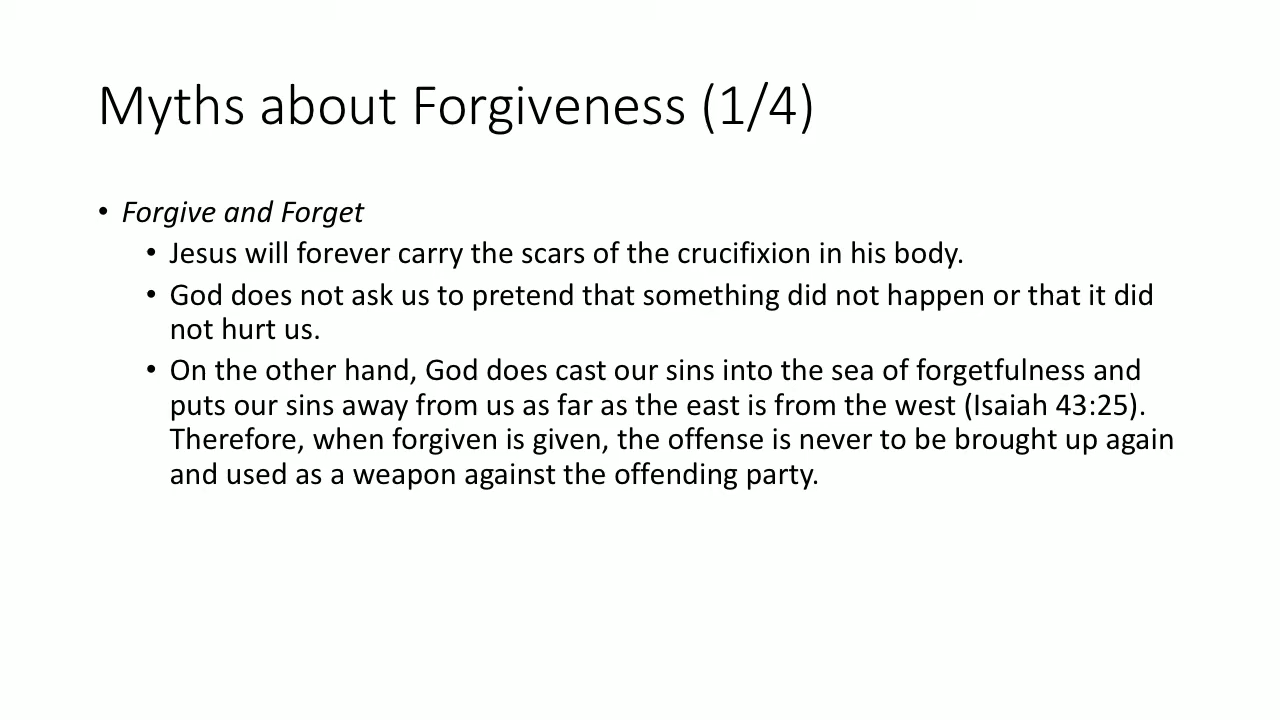 Myths about Forgiveness (1/4)
• Forgive and Forget
• Jesus will forever carry the scars of the crucifixion in his body.
• God does not ask us to pretend that something did not happen or that it did
not hurt us.
• On the other hand, God does cast our sins into the sea of forgetfulness and
puts our sins away from us as far as the east is from the west (Isaiah 43:25).
Therefore, when forgiven is given, the offense is never to be brought up again
and used as a weapon against the offending party.